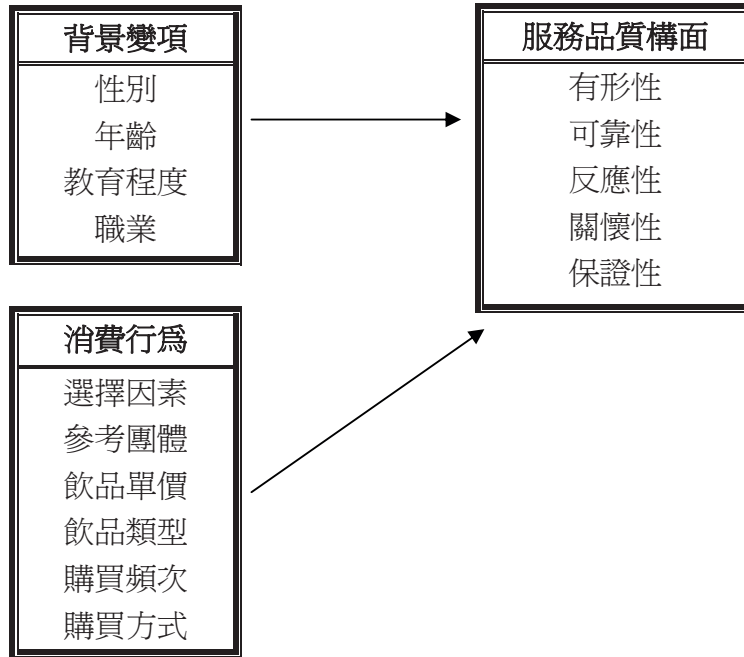 背景變項
性別
年齡
教育程度
職業
服務品質構面
有形性
可靠性
反應性
關懷性
保證性
消費行為
選擇因素
參考團體
飲品單價
飲品類型
購買頻次
購買方式